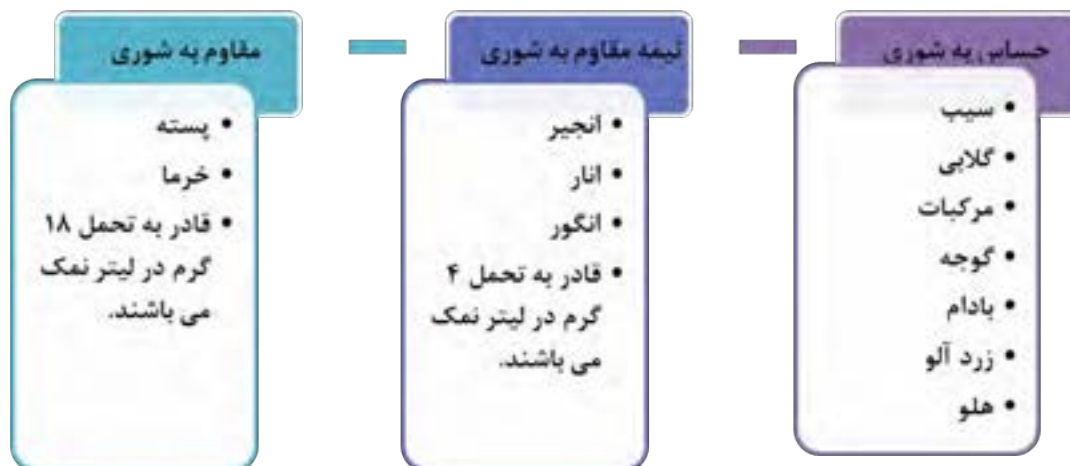 حساس به شوری
• سیب
• گلابی
• مرکبات
• گوجه
• بادام
• زرد آلو
• هلو
نیمه مقاوم به شوری
• انجیر
• انار
• انگور
• قادر به تحمل ۴
گرم در لیتر نمک
می باشند.
مقاوم به شوری
• پسته
• خرما
• قادر به تحمل ۱۸
گرم در لیتر نمک
می باشند.